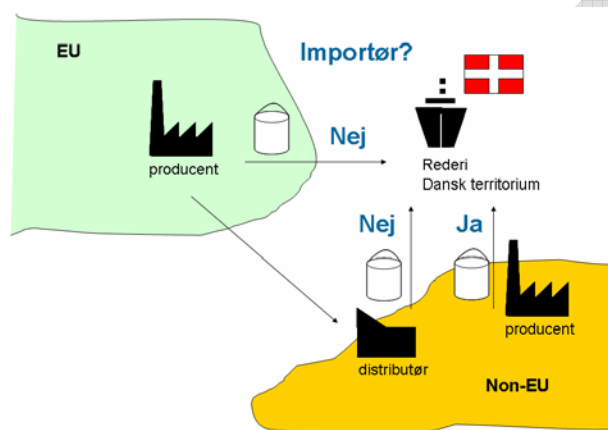 EU
Importør?
Nej
producent
Rederi
Dansk territorium
Nej
Ja
producent
distributør
Non-EU